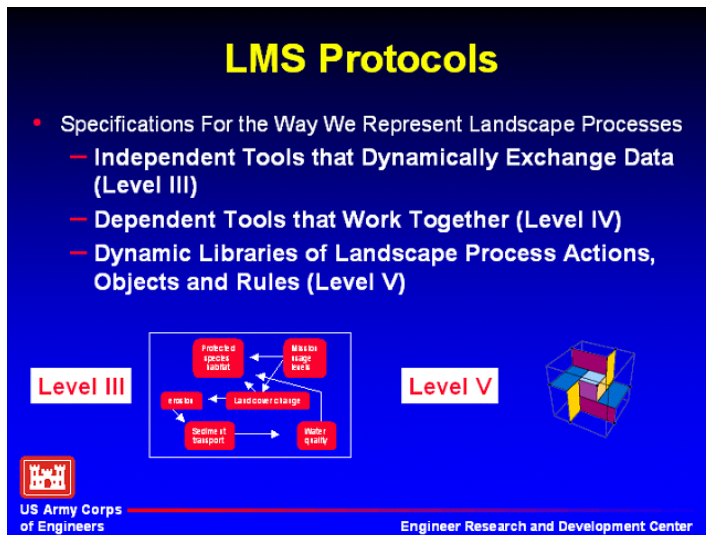 LMS Protocols
• Specifications For the Way We Represent Landscape Processes
– Independent Tools that Dynamically Exchange Data
(Level III)
– Dependent Tools that Work Together (Level IV)
– Dynamic Libraries of Landscape Process Actions,
Objects and Rules (Level V)
Level III
Protected
species
habitat
Mission
usage
levels
erosion
Land cover change
Sediment
transport
Water
quality
Level V
US Army Corps
of Engineers
Engineer Research and Development Center